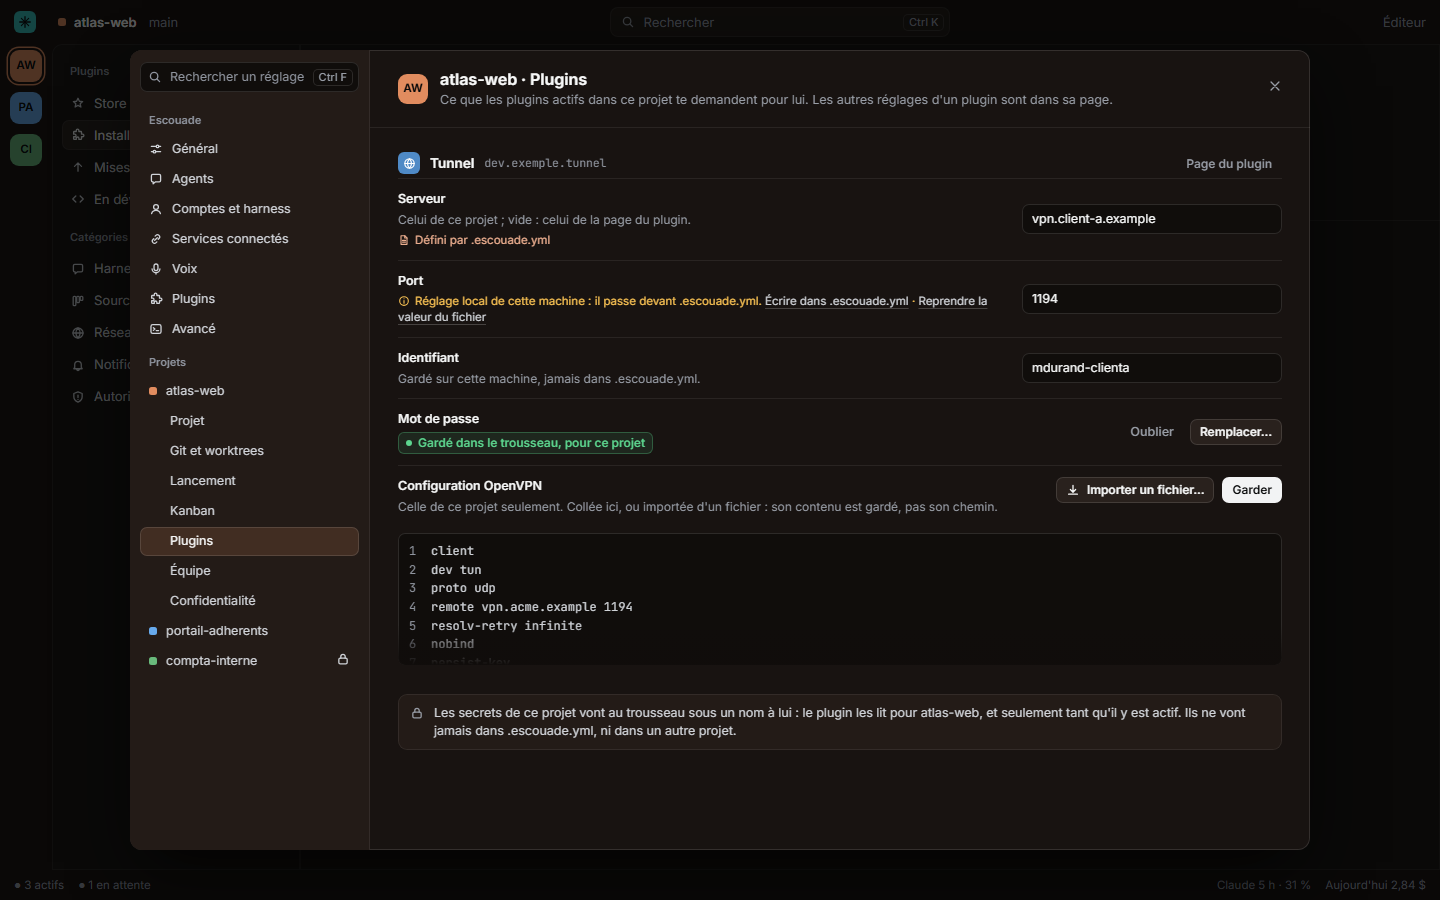 atlas-web main
Rechercher Ctrl K
Éditeur
AW
PA
CI
Plugins
Store
Install
Mises
En dé
Catégories
Harne
Sourc
Résea
Notific
Autori
Rechercher un réglage Ctrl F
Escouade
Général
Agents
Comptes et harness
Services connectés
Voix
Plugins
Avancé
Projets
atlas-web
Projet
Git et worktrees
Lancement
Kanban
Plugins
Équipe
Confidentialité
portail-adherents
compta-interne
AW
atlas-web · Plugins
Ce que les plugins actifs dans ce projet te demandent pour lui. Les autres réglages d'un plugin sont dans sa page.
Tunnel dev.exemple.tunnel
Page du plugin
Serveur
Celui de ce projet ; vide : celui de la page du plugin.
Défini par .escouade.yml
vpn.client-a.example
Port
Réglage local de cette machine : il passe devant .escouade.yml. Écrire dans .escouade.yml · Reprendre la
valeur du fichier
1194
Identifiant
Gardé sur cette machine, jamais dans .escouade.yml.
mdurand-clienta
Mot de passe
Gardé dans le trousseau, pour ce projet
Oublier
Remplacer...
Configuration OpenVPN
Celle de ce projet seulement. Collée ici, ou importée d'un fichier : son contenu est gardé, pas son chemin.
Importer un fichier...
Garder
1 client
2 dev tun
3 proto udp
4 remote vpn.acme.example 1194
5 resolv-retry infinite
6 nobind
7 persist-key
Les secrets de ce projet vont au trousseau sous un nom à lui : le plugin les lit pour atlas-web, et seulement tant qu'il y est actif. Ils ne vont
jamais dans .escouade.yml, ni dans un autre projet.
3 actifs
1 en attente
Claude 5 h · 31 %
Aujourd'hui 2,84 $